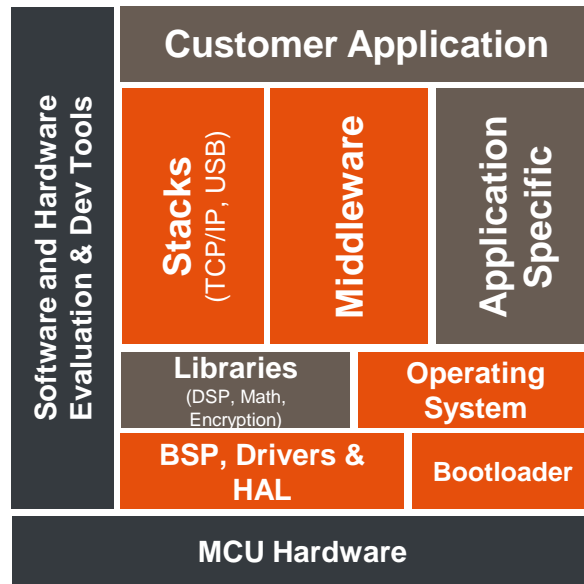 Customer Application
Software and Hardware
Evaluation & Dev Tools
Stacks
(TCP/IP, USB)
Middleware
Application
Specific
Libraries
(DSP, Math,
Encryption)
Operating
System
BSP, Drivers &
HAL
Bootloader
MCU Hardware